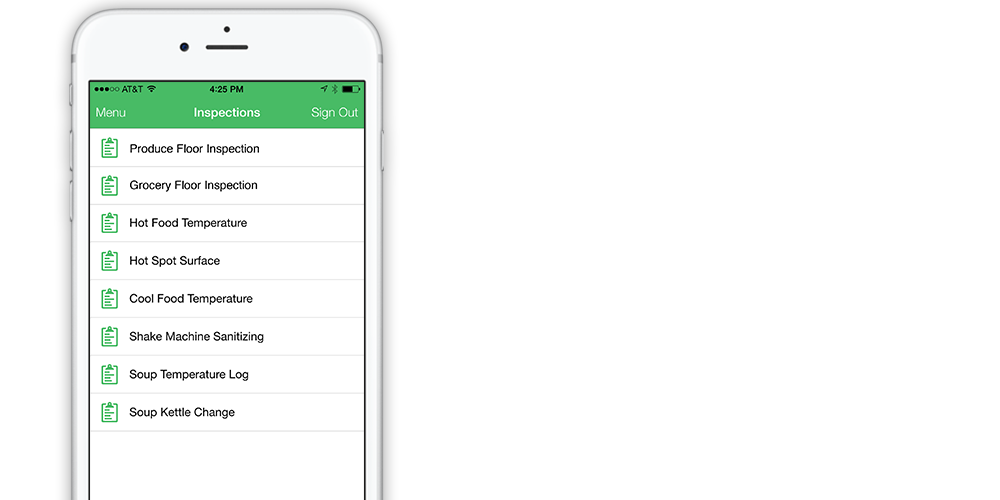 AT&T 4:25 PM
Menu Inspections Sign Out
Produce Floor Inspection
Grocery Floor Inspection
Hot Food Temperature
Hot Spot Surface
Cool Food Temperature
Shake Machine Sanitizing
Soup Temperature Log
Soup Kettle Change